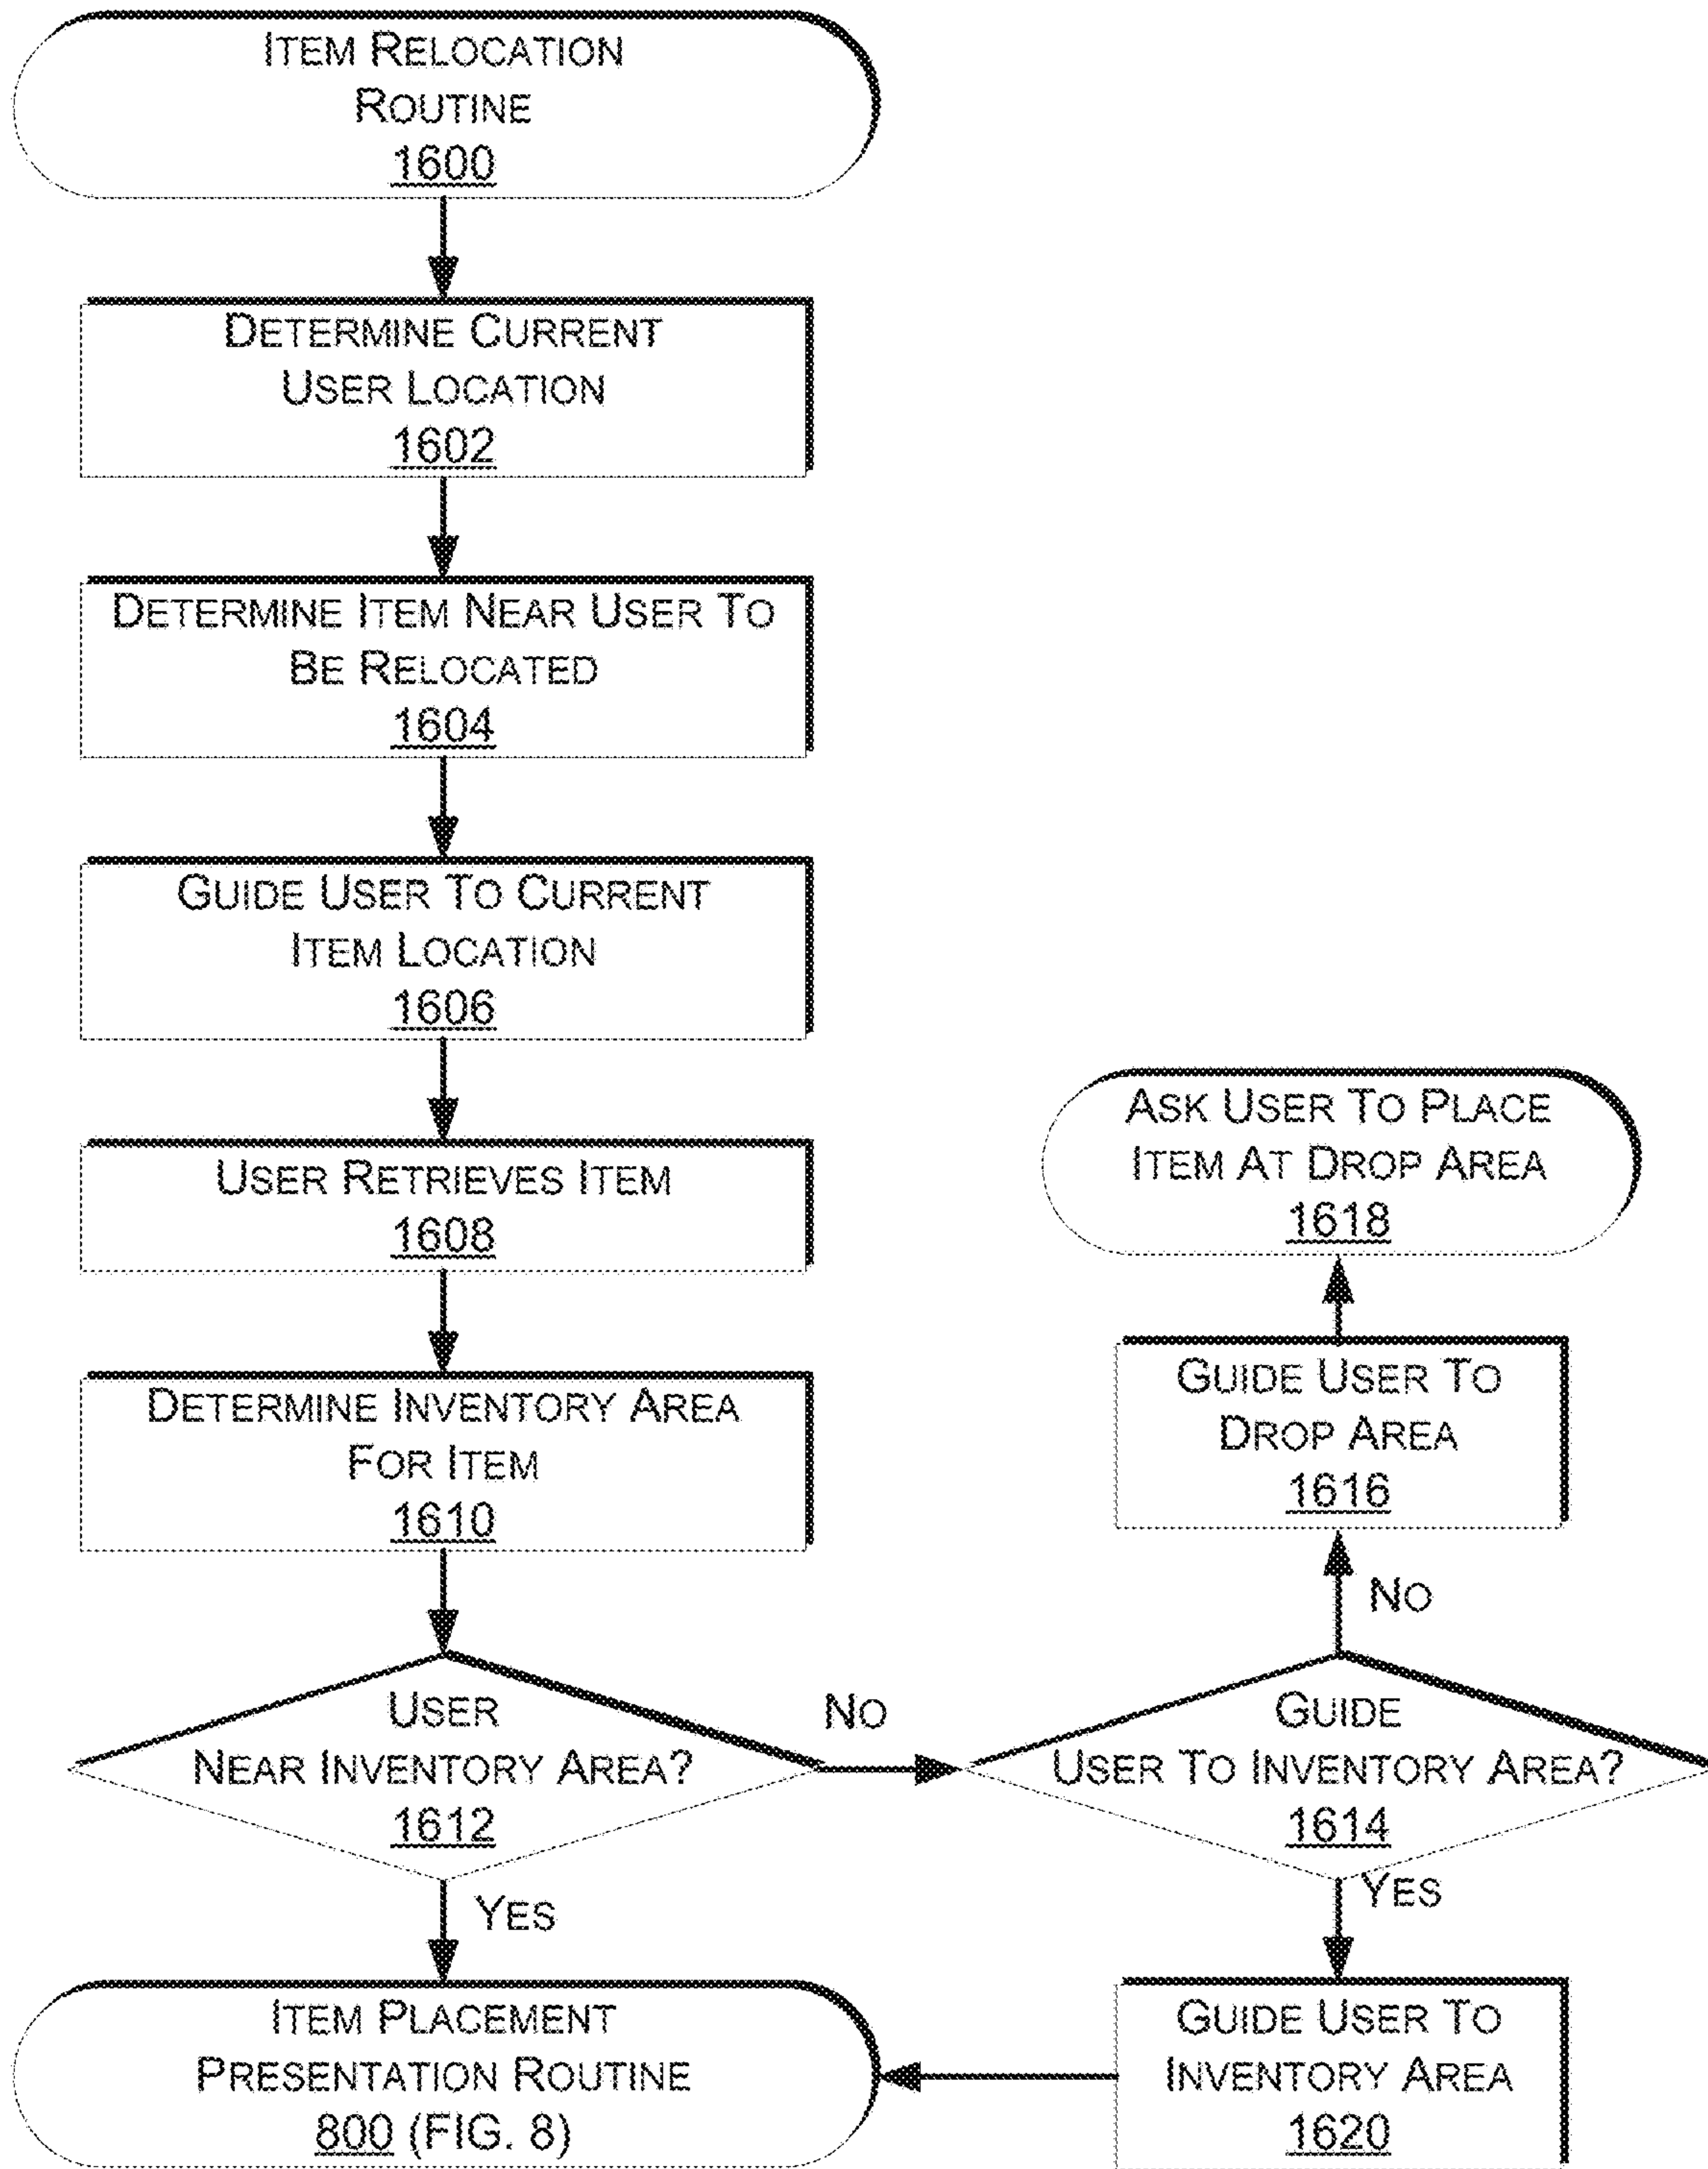 ITEM RELOCATION
ROUTINE
1600
DETERMINE CURRENT
USER LOCATION
1602
DETERMINE ITEM NEAR USER TO
BE RELOCATED
1604
GUIDE USER TO CURRENT
ITEM LOCATION
1606
USER RETRIEVES ITEM
1608
DETERMINE INVENTORY AREA
FOR ITEM
1610
USER
NEAR INVENTORY AREA?
1612
NO
YES
GUIDE
USER TO INVENTORY AREA?
1614
NO
GUIDE USER TO
DROP AREA
1616
ASK USER TO PLACE
ITEM AT DROP AREA
1618
YES
GUIDE USER TO
INVENTORY AREA
1620
ITEM PLACEMENT
PRESENTATION ROUTINE
800 (FIG. 8)